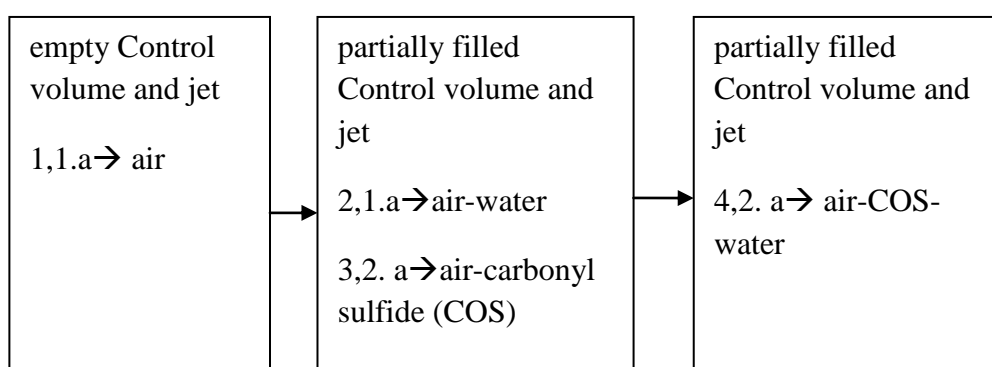 empty Control
volume and jet
1,1.a→ air
partially filled
Control volume and
jet
2,1.a→air-water
3,2. a→air-carbonyl
sulfide (COS)
partially filled
Control volume and
jet
4,2. a→ air-COS-
water